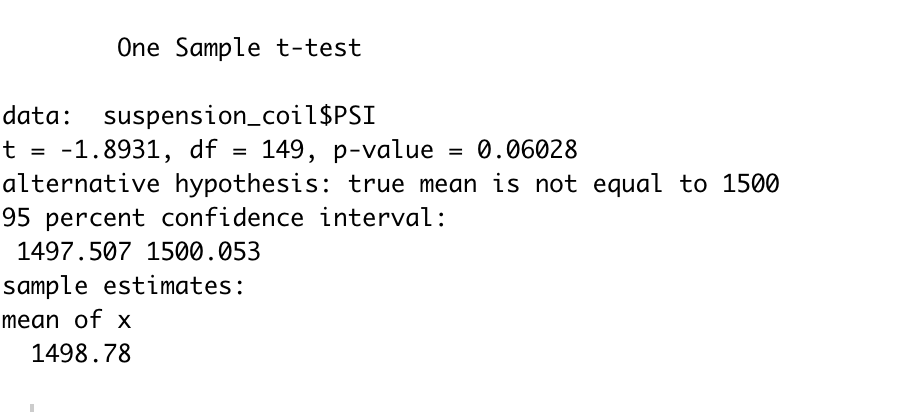 One Sample t-test
data:  suspension_coil$PSI
t = -1.8931, df = 149, p-value = 0.06028
alternative hypothesis: true mean is not equal to 1500
95 percent confidence interval:
1497.507 1500.053
sample estimates:
mean of x
1498.78